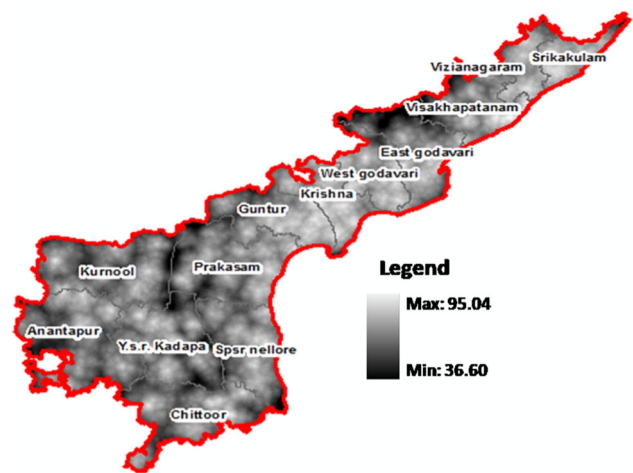 Srikakulam
Vizianagaram
Visakhapatanam
East godavari
West godavari
Krishna
Guntur
Prakasam
Kurnool
Anantapur
Y.s.r. Kadapa
Spsr nellore
Chittoor
Legend
Max: 95.04
Min: 36.60